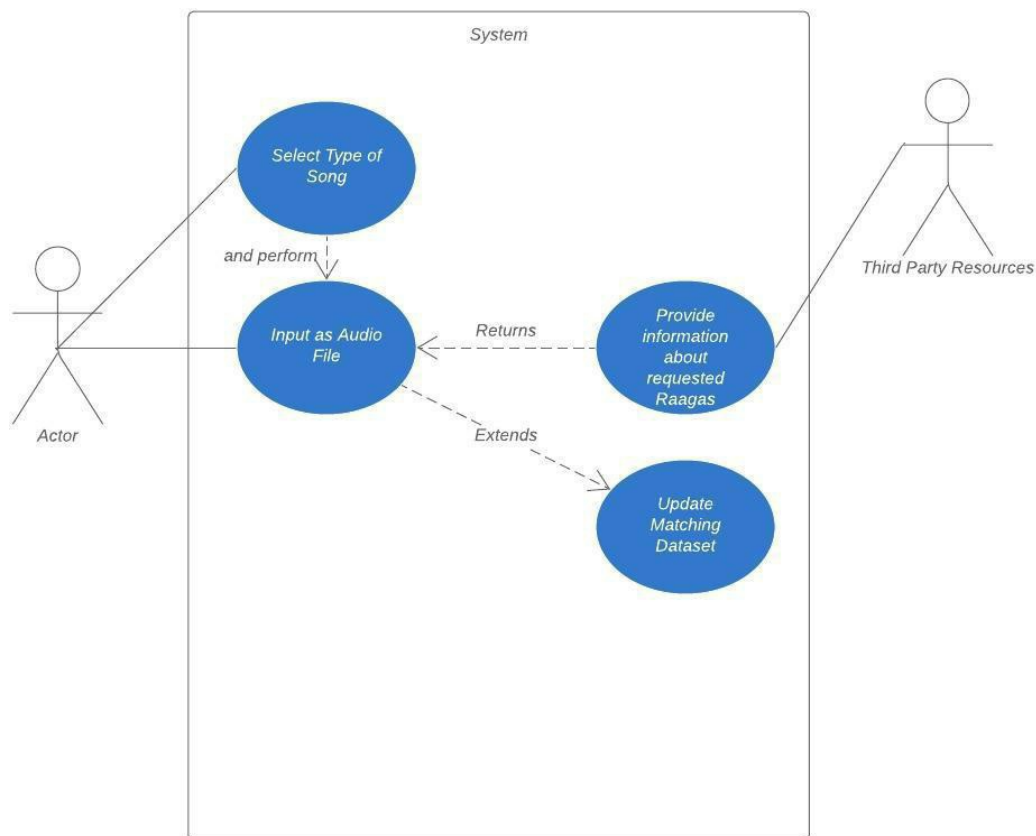 System
Select Type of
Song
and perform
Input as Audio
File
Returns
Provide
information
about
requested
Raagas
Extends
Update
Matching
Dataset
Actor
Third Party Resources